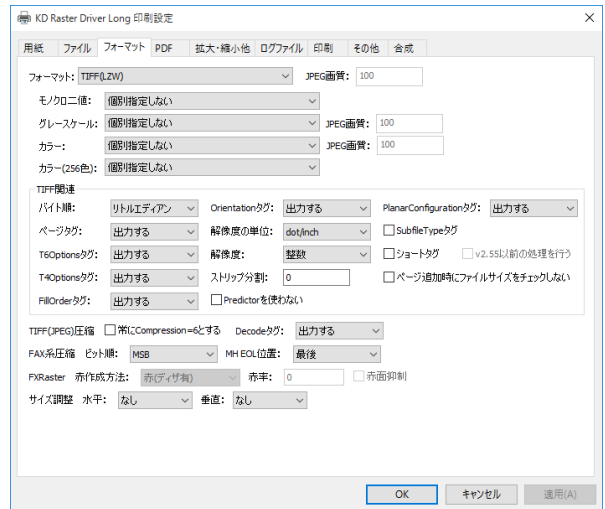 KD Raster Driver Long 印刷設定
用紙 ファイル フォーマット PDF 拡大・縮小他 ログファイル 印刷 その他 合成
フォーマット: TIFF(LZW) JPEG画質: 100
モノクロ二値: 個別指定しない
グレースケール: 個別指定しない JPEG画質: 100
カラー: 個別指定しない JPEG画質: 100
カラー(256色): 個別指定しない
TIFF関連
バイト順: リトルエディアン Orientationタグ: 出力する PlanarConfigurationタグ: 出力する
ページタグ: 出力する 解像度の単位: dot/inch SubfileTypeタグ
T6Optionsタグ: 出力する 解像度: 整数 ショートタグ v2.55以前の処理を行う
T4Optionsタグ: 出力する ストリップ分割: 0 ページ追加時にファイルサイズをチェックしない
FillOrderタグ: 出力する Predictorを使わない
TIFF(JPEG)圧縮 常にCompression=6とする Decodeタグ: 出力する
FAX系圧縮 ビット順: MSB MH EOL位置: 最後
FXRaster 赤作成方法: 赤(ディザ有) 赤率: 0 赤面抑制
サイズ調整 水平: なし 垂直: なし
OK キャンセル 適用(A)